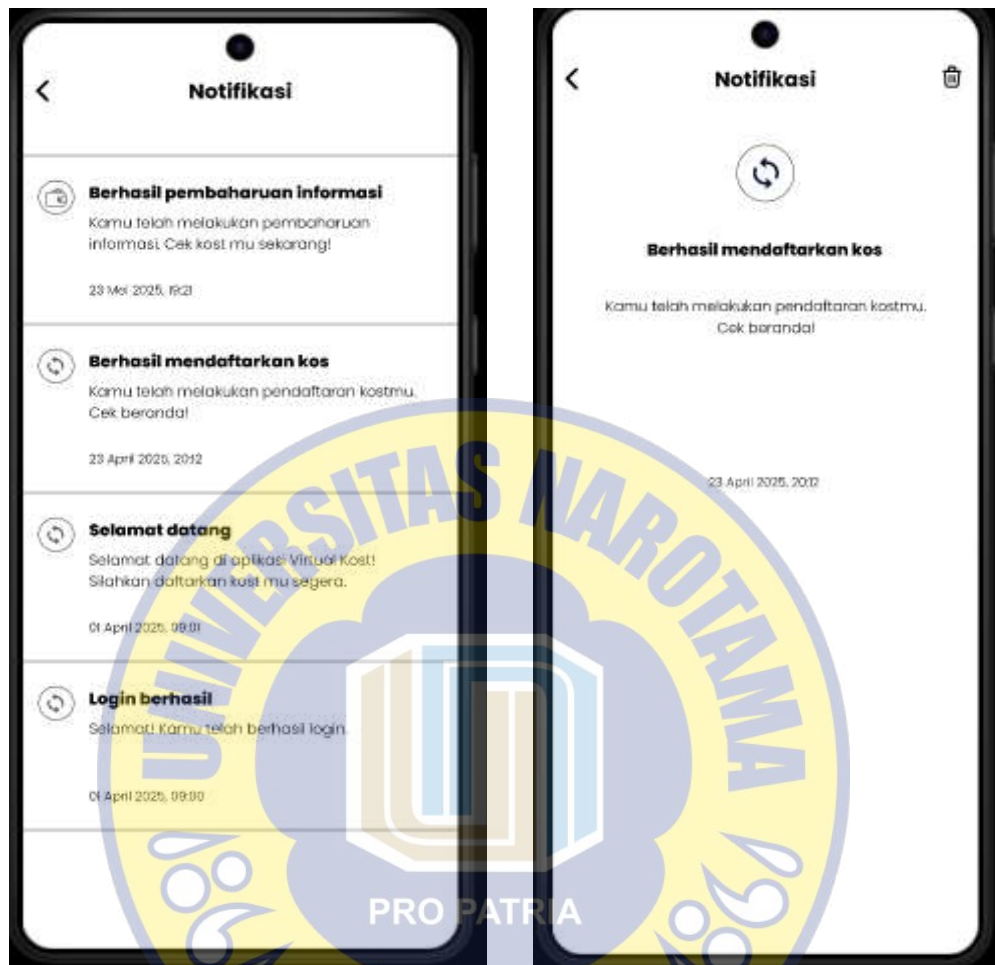 Notifikasi
Berhasil pembaharuan informasi
Kamu telah melakukan pembaharuan
informasi. Cek kost mu sekarang!
23 Mei 2025, 19:21
Berhasil mendaftarkan kos
Kamu telah melakukan pendaftaran kostmu.
Cek beranda!
23 April 2025, 20:12
Selamat datang
Selamat datang di aplikasi Virtual Kost!
Silahkan daftarkan kost mu segera.
01 April 2025, 09:01
Login berhasil
Selamat! Kamu telah berhasil login.
01 April 2025, 09:00
Notifikasi
Berhasil mendaftarkan kos
Kamu telah melakukan pendaftaran kostmu.
Cek beranda!
23 April 2025, 20:12
UNIVERSITAS NAROTAMA
PRO PATRIA